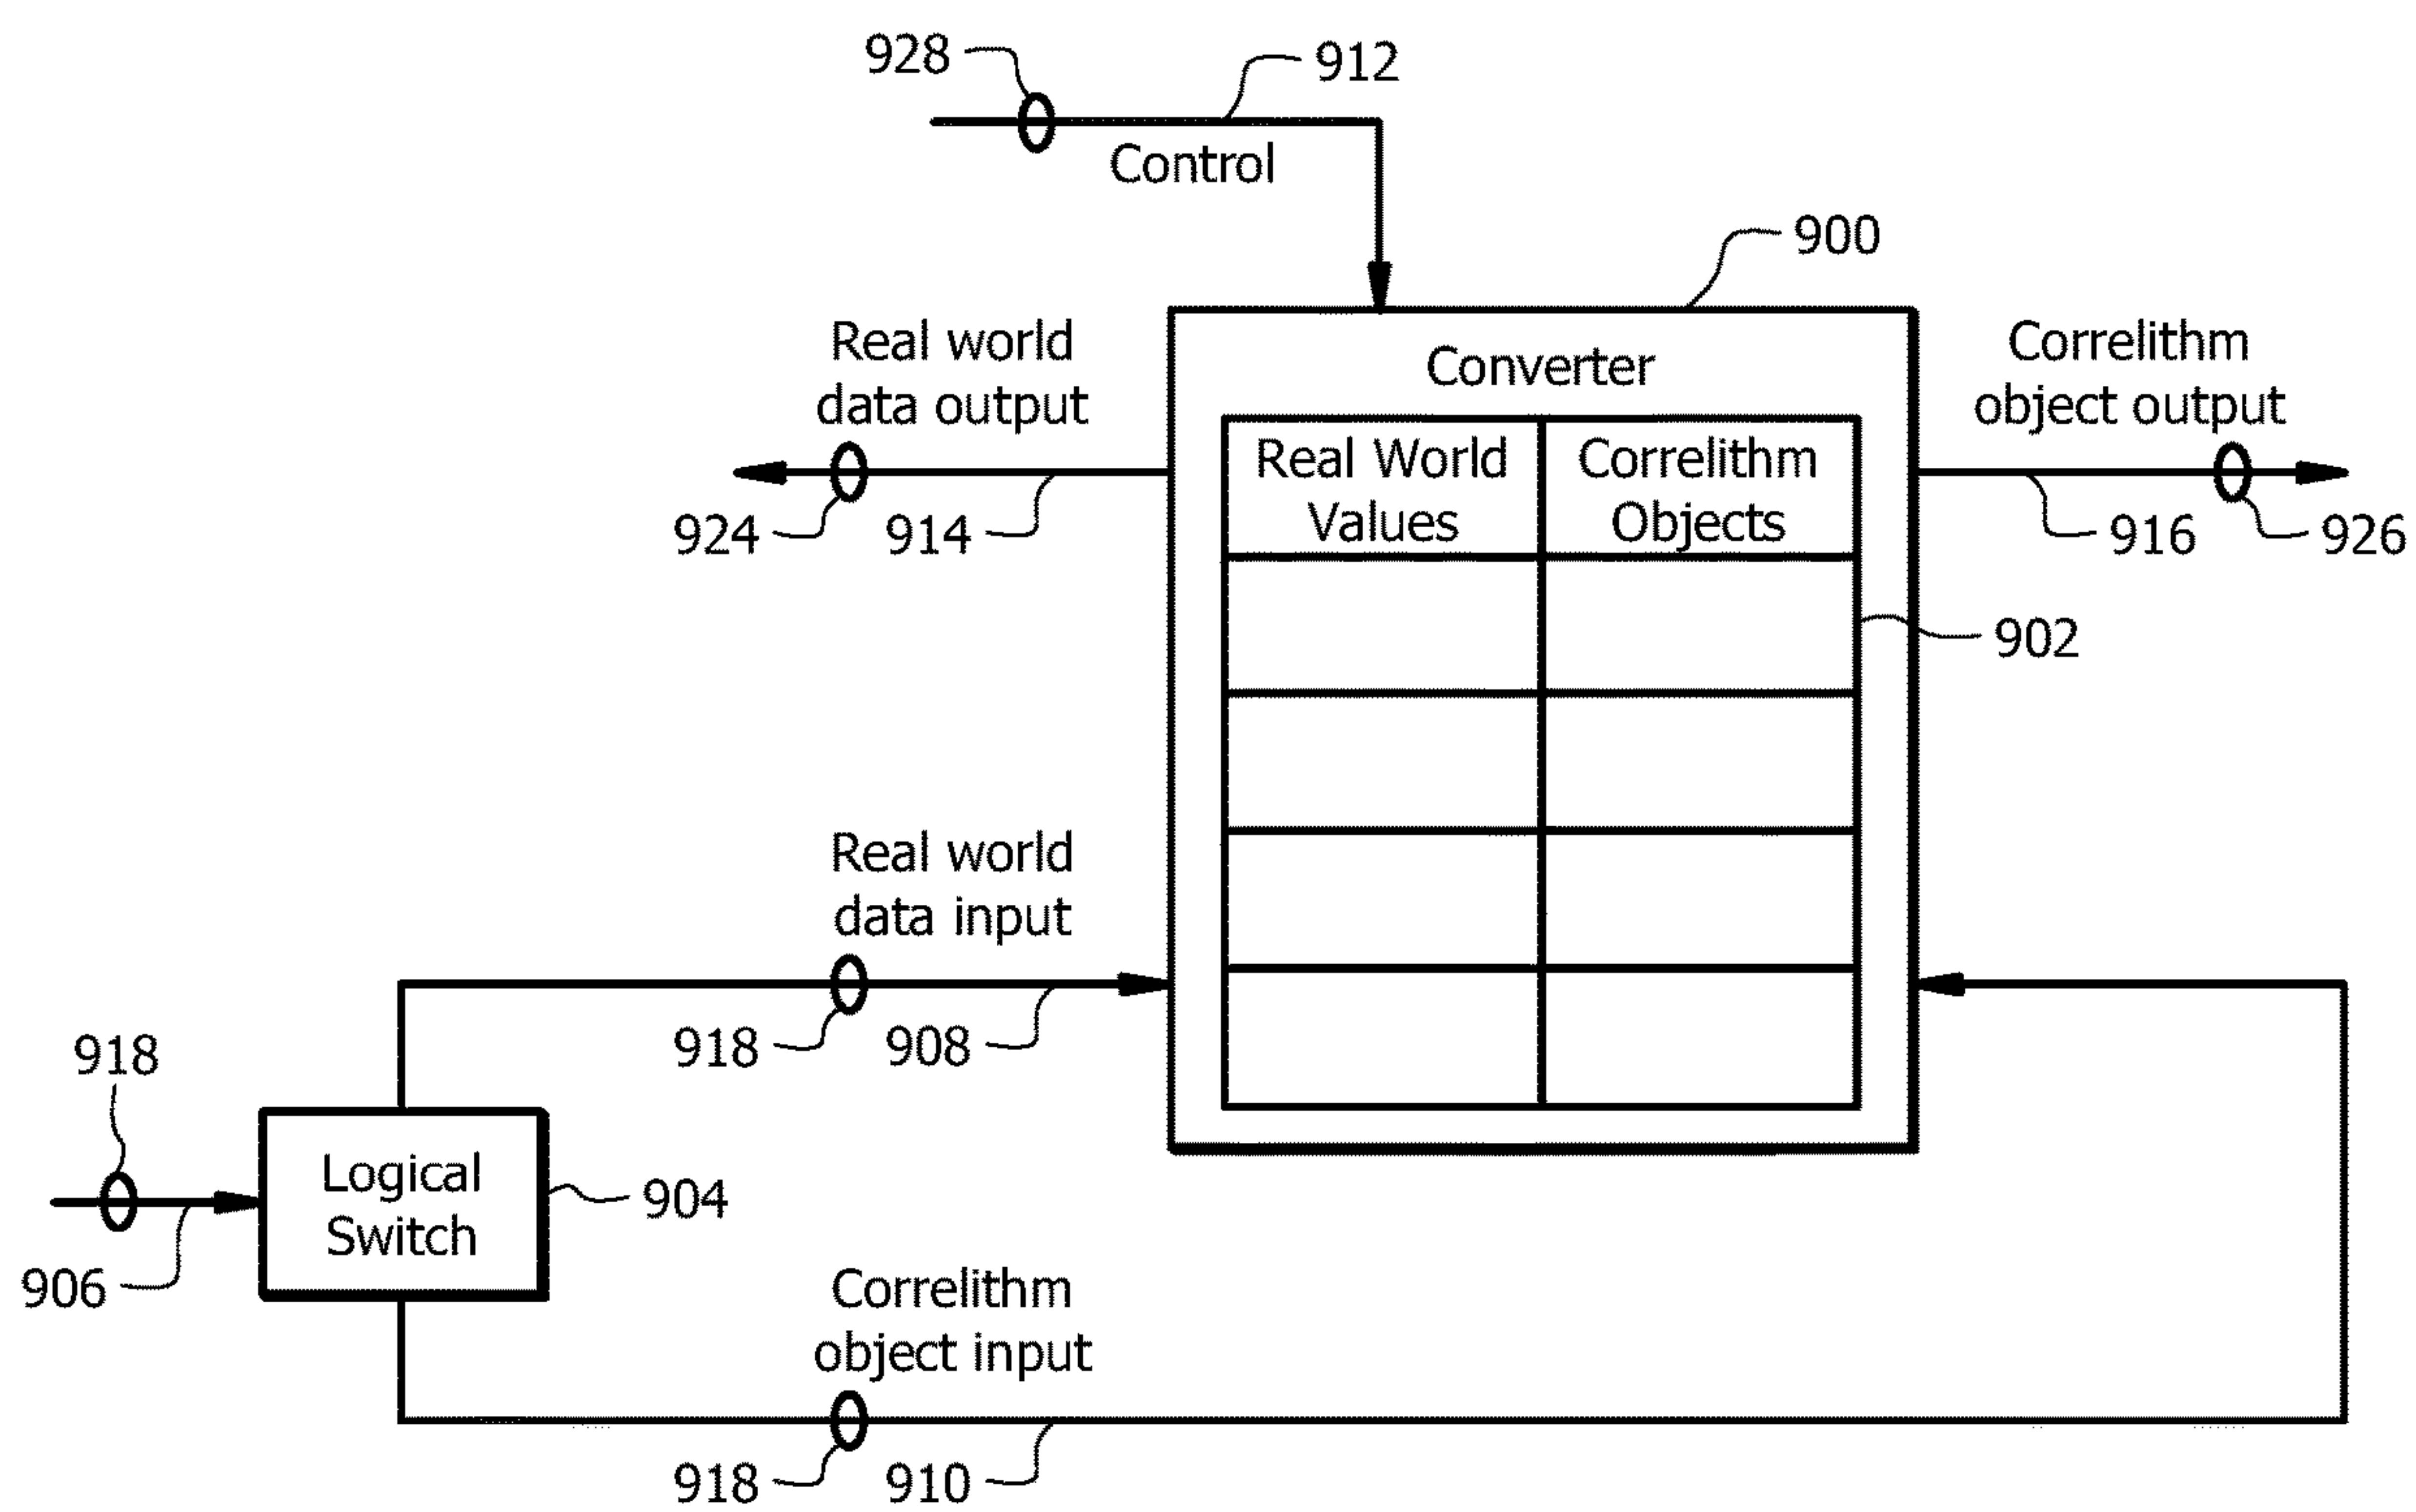 928
912
Control
900
Real world
data output
Converter
Correlithm
object output
Real World
Values
Correlithm
Objects
924
914
916
926
902
Real world
data input
918
908
918
Logical
Switch
904
906
Correlithm
object input
918
910